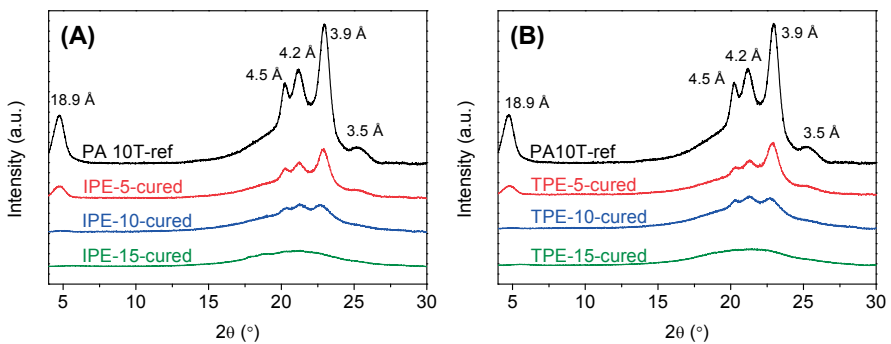 (A)
3.9 Å
4.2 Å
4.5 Å
18.9 Å
3.5 Å
PA 10T-ref
IPE-5-cured
IPE-10-cured
IPE-15-cured
Intensity (a.u.)
5 10 15 20 25 30
2θ (°)
(B)
3.9 Å
4.2 Å
4.5 Å
18.9 Å
3.5 Å
PA10T-ref
TPE-5-cured
TPE-10-cured
TPE-15-cured
Intensity (a.u.)
5 10 15 20 25 30
2θ (°)